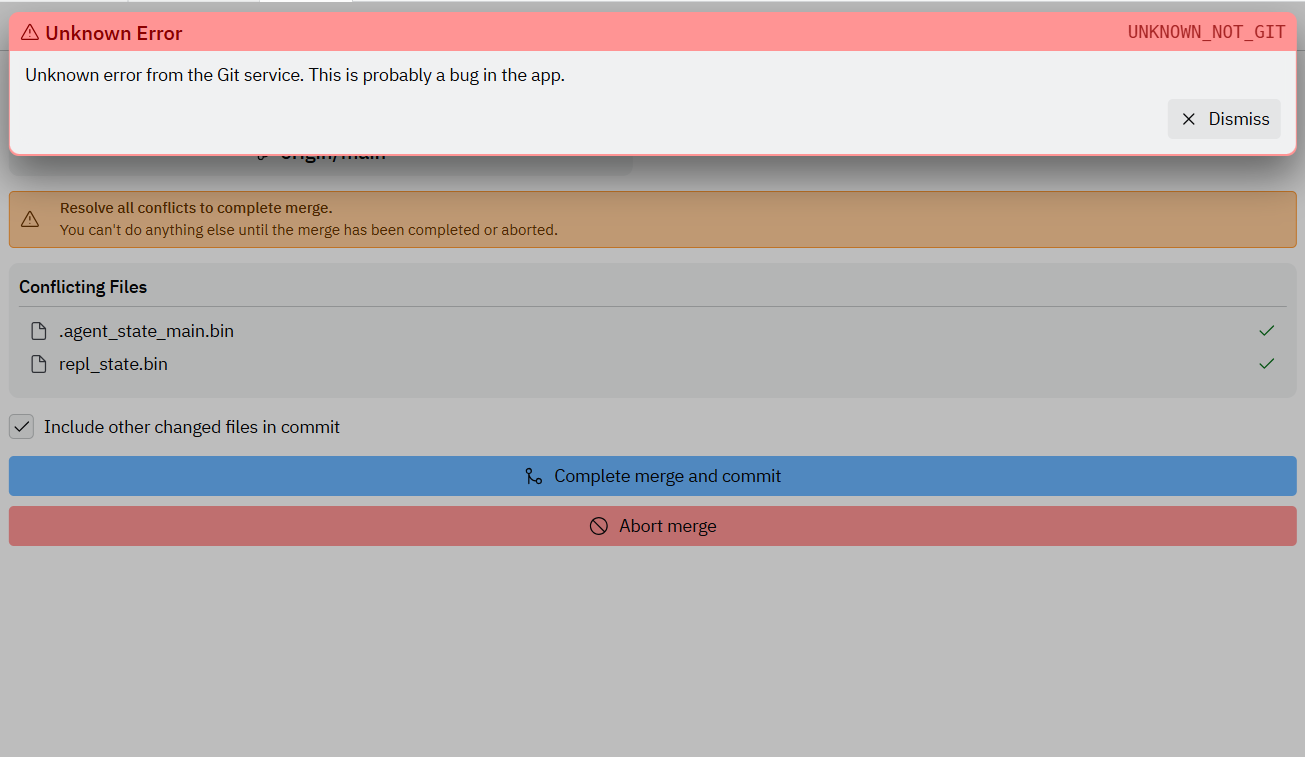 Unknown Error
UNKNOWN_NOT_GIT
Unknown error from the Git service. This is probably a bug in the app.
Dismiss
origin/main
Resolve all conflicts to complete merge.
You can't do anything else until the merge has been completed or aborted.
Conflicting Files
.agent_state_main.bin
repl_state.bin
Include other changed files in commit
Complete merge and commit
Abort merge